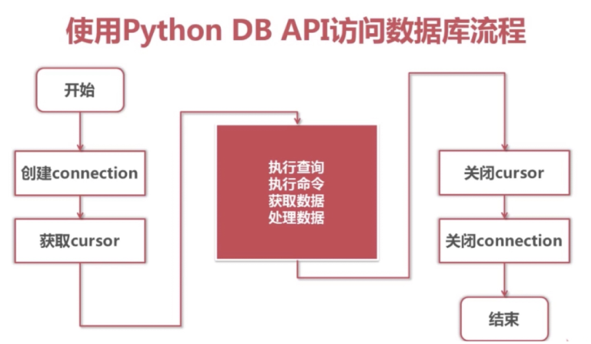 使用Python DB API访问数据库流程
开始
创建connection
获取cursor
执行查询
执行命令
获取数据
处理数据
关闭cursor
关闭connection
结束